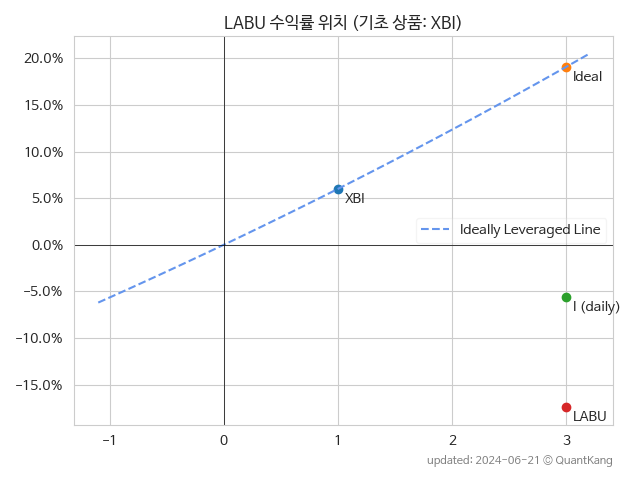 LABU 수익률 위치 (기초 상품: XBI)
20.0%
15.0%
10.0%
5.0%
0.0%
−5.0%
−10.0%
−15.0%
Ideal
XBI
Ideally Leveraged Line
I (daily)
LABU
−1
0
1
2
3
updated: 2024-06-21 © QuantKang